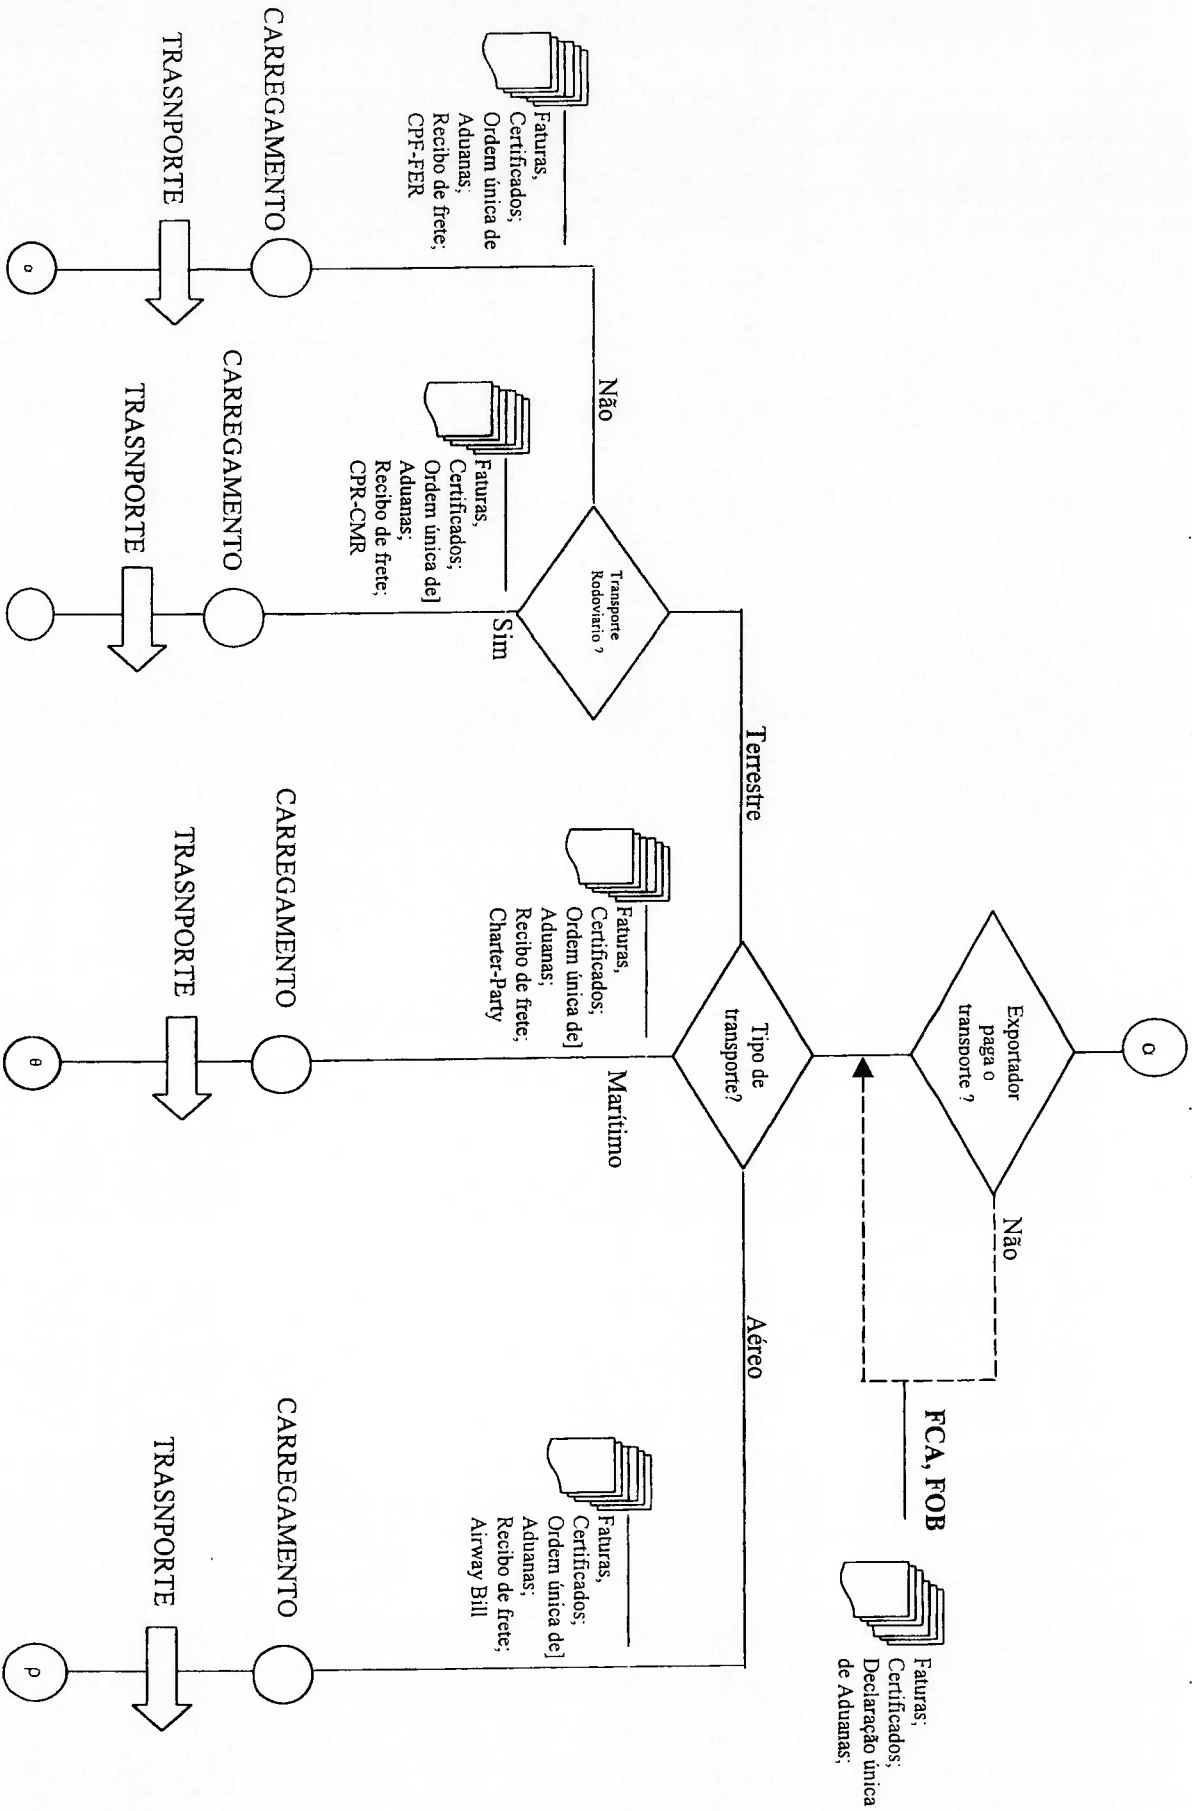 α
Exportador
paga o
transporte ?
Não
FCA, FOB
Faturas;
Certificados;
Declaração única
de Aduanas;
Tipo de
transporte?
Terrestre
Marítimo
Aéreo
Transporte
Rodoviario ?
Não
Sim
Faturas,
Certificados;
Ordem única de
Aduanas;
Recibo de frete;
CPF-FER
CARREGAMENTO
TRASNPORTE
α
Faturas,
Certificados;
Ordem única de]
Aduanas;
Recibo de frete;
CPR-CMR
CARREGAMENTO
TRASNPORTE
Faturas,
Certificados;
Ordem única de]
Aduanas;
Recibo de frete;
Charter-Party
CARREGAMENTO
TRASNPORTE
θ
Faturas,
Certificados;
Ordem única de]
Aduanas;
Recibo de frete;
Airway Bill
CARREGAMENTO
TRASNPORTE
ρ